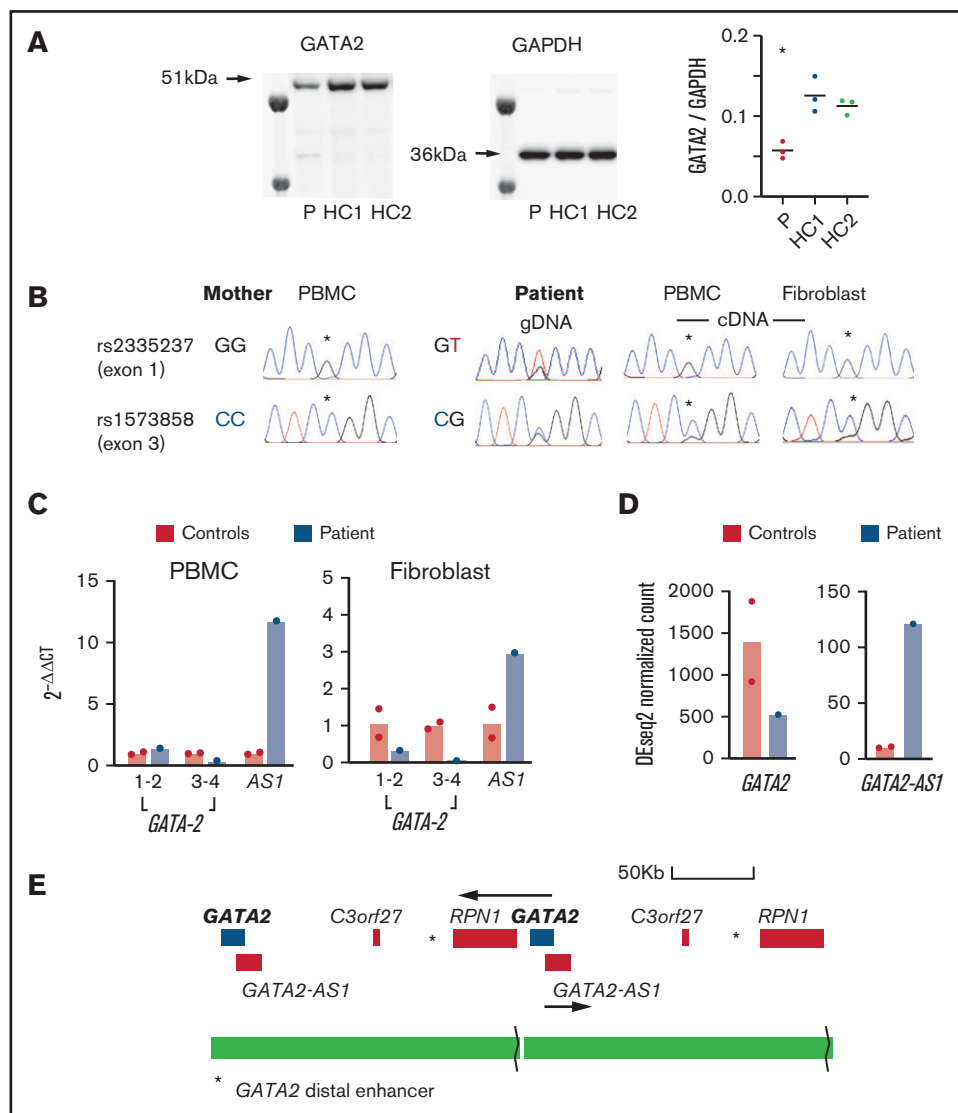 A
GATA2
GAPDH
51kDa
36kDa
P HC1 HC2
P HC1 HC2
GATA2 / GAPDH
0.2
*
0.1
0.0
P
HC1
HC2
B
Mother PBMC
Patient
gDNA
PBMC Fibroblast
cDNA
rs2335237
(exon 1)
GG
*
GT
*
*
rs1573858
(exon 3)
CC
*
CG
*
*
C
Controls Patient
PBMC
Fibroblast
2-ΔΔCT
15
10
5
0
1-2 3-4 AS1
GATA-2
5
4
3
2
1
0
1-2 3-4 AS1
GATA-2
D
Controls Patient
DEseq2 normalized count
2000
1500
1000
500
0
GATA2
150
100
50
0
GATA2-AS1
E
50Kb
GATA2 C3orf27 * RPN1 GATA2 C3orf27 * RPN1
GATA2-AS1 GATA2-AS1
* GATA2 distal enhancer